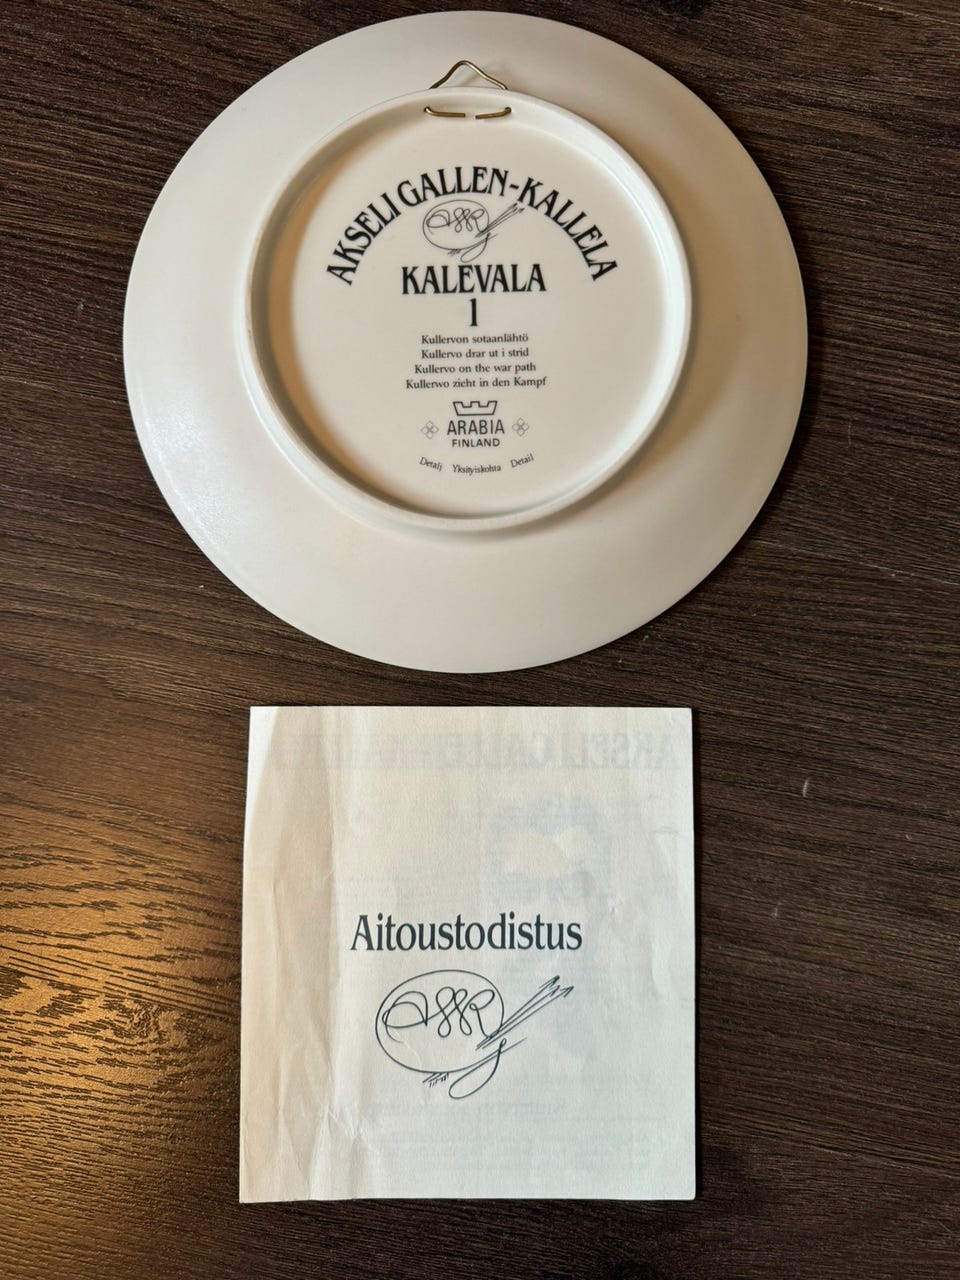 AKSELI GALLEN-KALLELA
KALEVALA
1
Kullervon sotaanlähtö
Kullervo drar ut i strid
Kullervo on the war path
Kullerwo zieht in den Kampf
ARABIA
FINLAND
Detalj Yksityiskohta Detail
Aitoustodistus